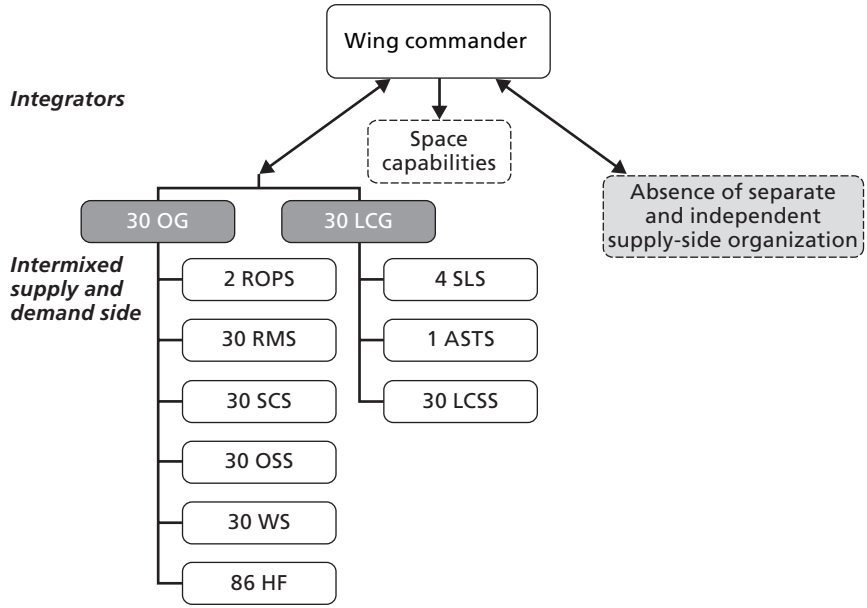 Wing commander
Integrators
Space
capabilities
Absence of separate
and independent
supply-side organization
30 OG
30 LCG
Intermixed
supply and
demand side
2 ROPS
30 RMS
30 SCS
30 OSS
30 WS
86 HF
4 SLS
1 ASTS
30 LCSS